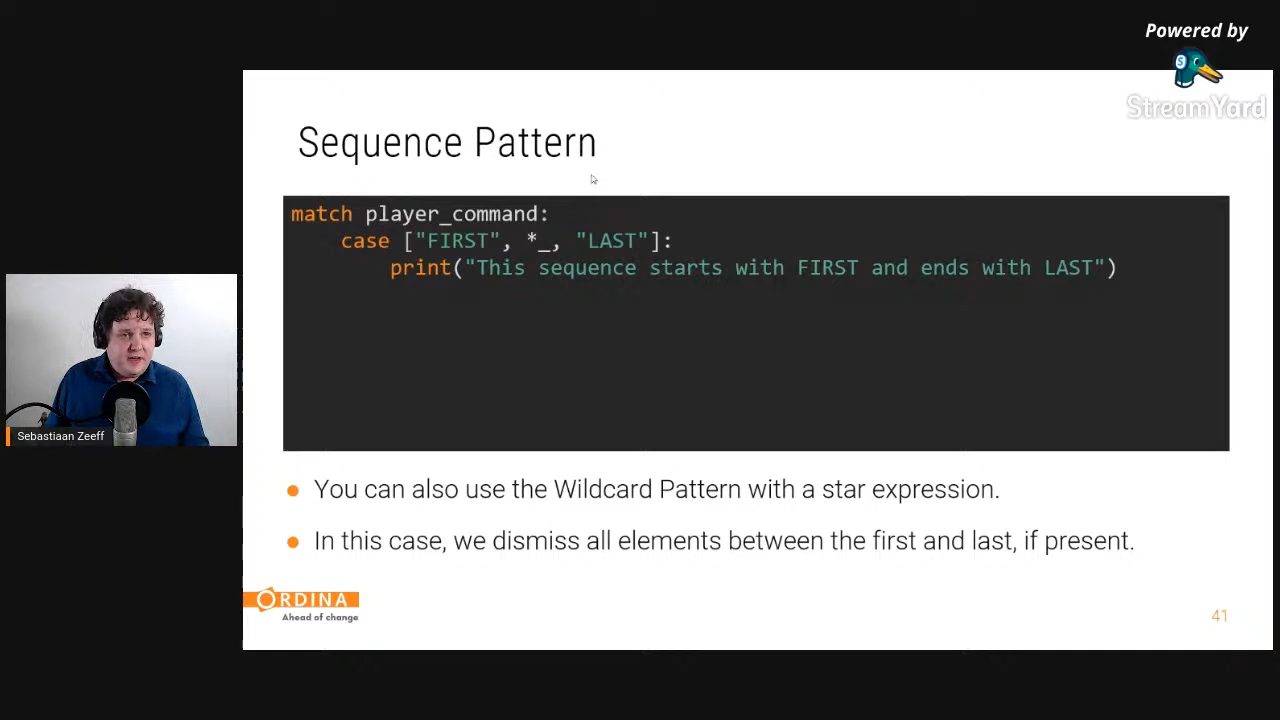 Powered by
StreamYard
Sequence Pattern
match player_command:
case ["FIRST", *_, "LAST"]:
print("This sequence starts with FIRST and ends with LAST")
Sebastiaan Zeeff
You can also use the Wildcard Pattern with a star expression.
In this case, we dismiss all elements between the first and last, if present.
ORDINA
Ahead of change
41